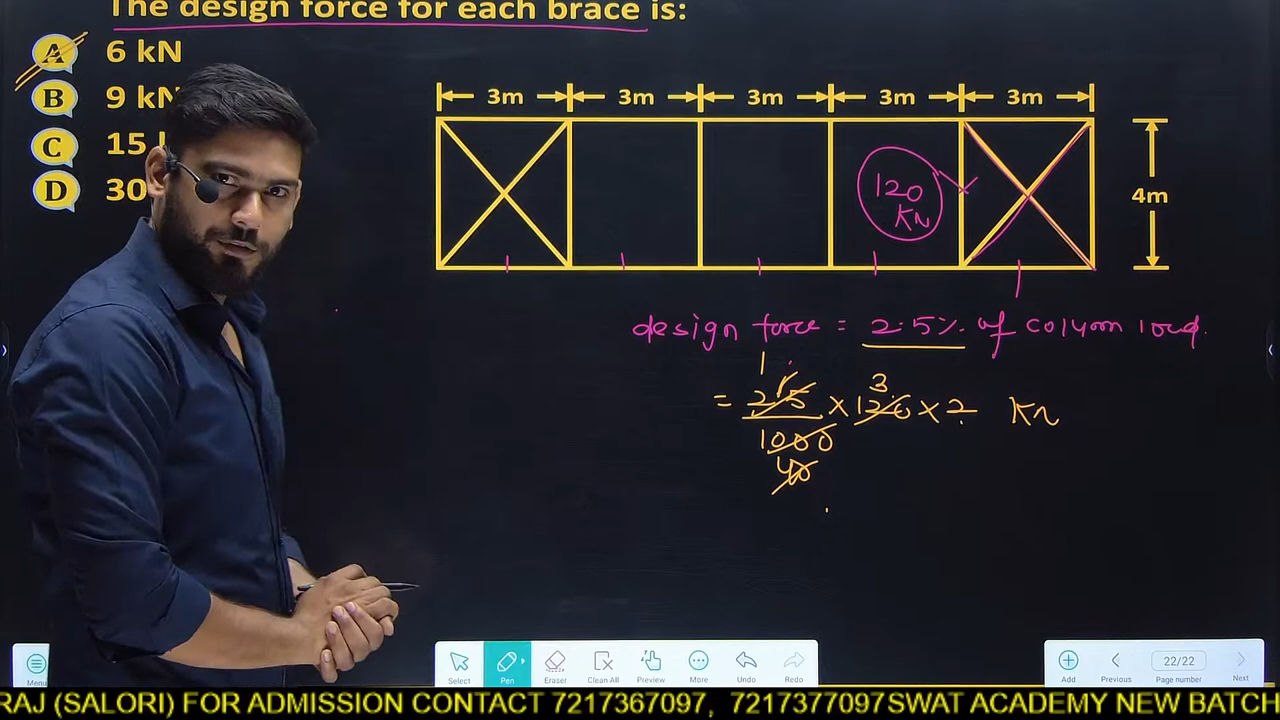 The design force for each brace is:
A 6 kN
B 9 kN
C 15
D 30
3m 3m 3m 3m 3m
120
KN
4m
design force = 2.5% of column load.
1
3
= 25 × 120 × 2 KN
1000
40
Menu
Select Pen Eraser Clean All Preview More Undo Redo
Add Previous 22/22 Page number Next
RAJ (SALORI) FOR ADMISSION CONTACT 7217367097, 7217377097 SWAT ACADEMY NEW BATCH